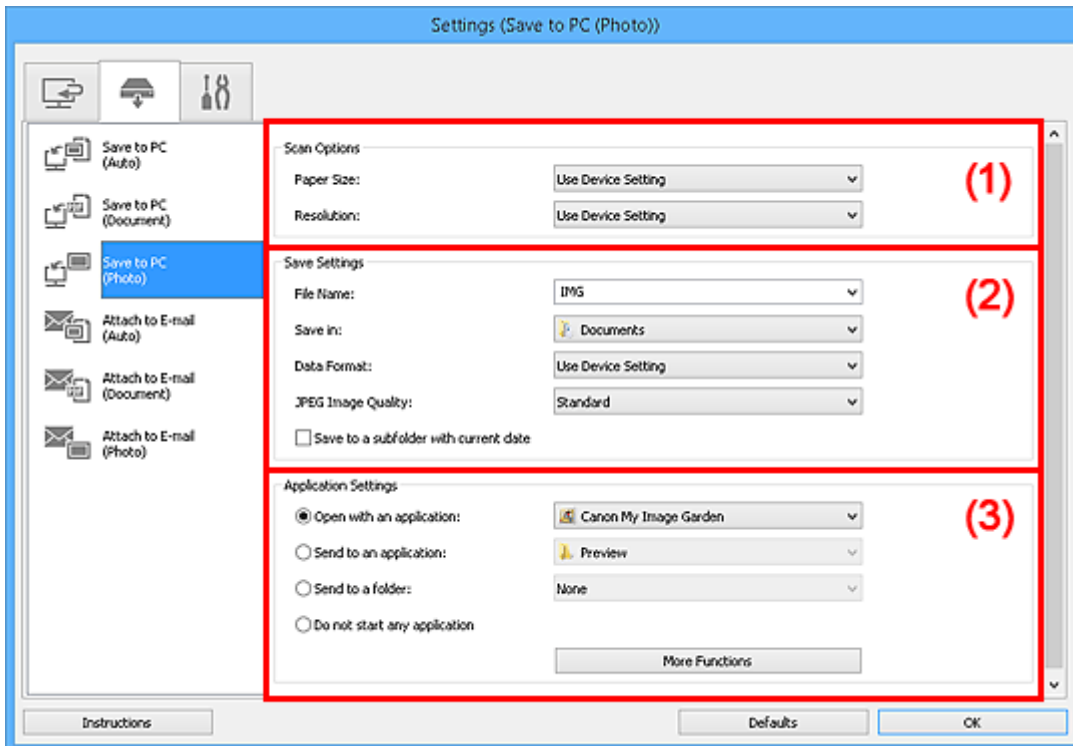 Settings (Save to PC (Photo))
Save to PC
(Auto)
Save to PC
(Document)
Save to PC
(Photo)
Attach to E-mail
(Auto)
Attach to E-mail
(Document)
Attach to E-mail
(Photo)
Scan Options
(1)
Paper Size: Use Device Setting
Resolution: Use Device Setting
Save Settings
(2)
File Name: IMG
Save in: Documents
Data Format: Use Device Setting
JPEG Image Quality: Standard
Save to a subfolder with current date
Application Settings
(3)
Open with an application: Canon My Image Garden
Send to an application: Preview
Send to a folder: None
Do not start any application
More Functions
Instructions Defaults OK